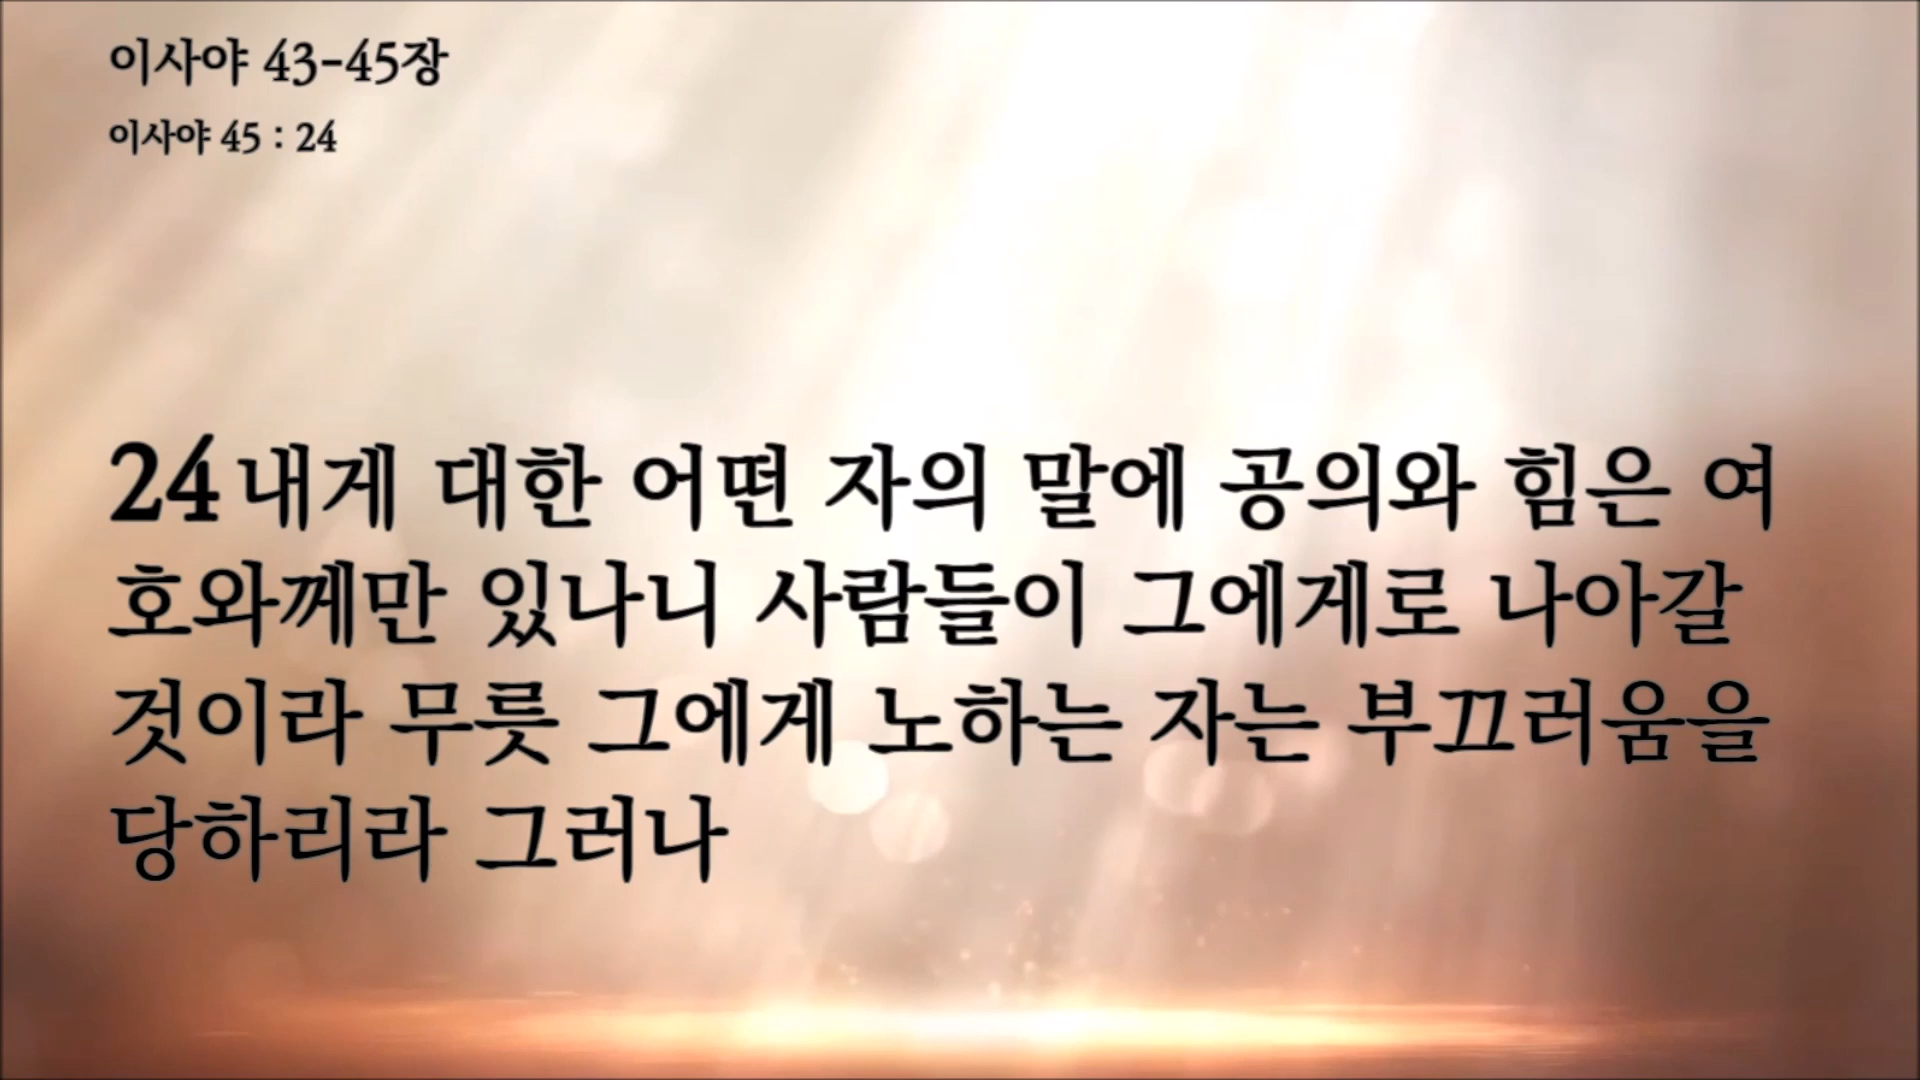 이사야 43-45장
이사야 45 : 24
24 내게 대한 어떤 자의 말에 공의와 힘은 여
호와께만 있나니 사람들이 그에게로 나아갈
것이라 무릇 그에게 노하는 자는 부끄러움을
당하리라 그러나